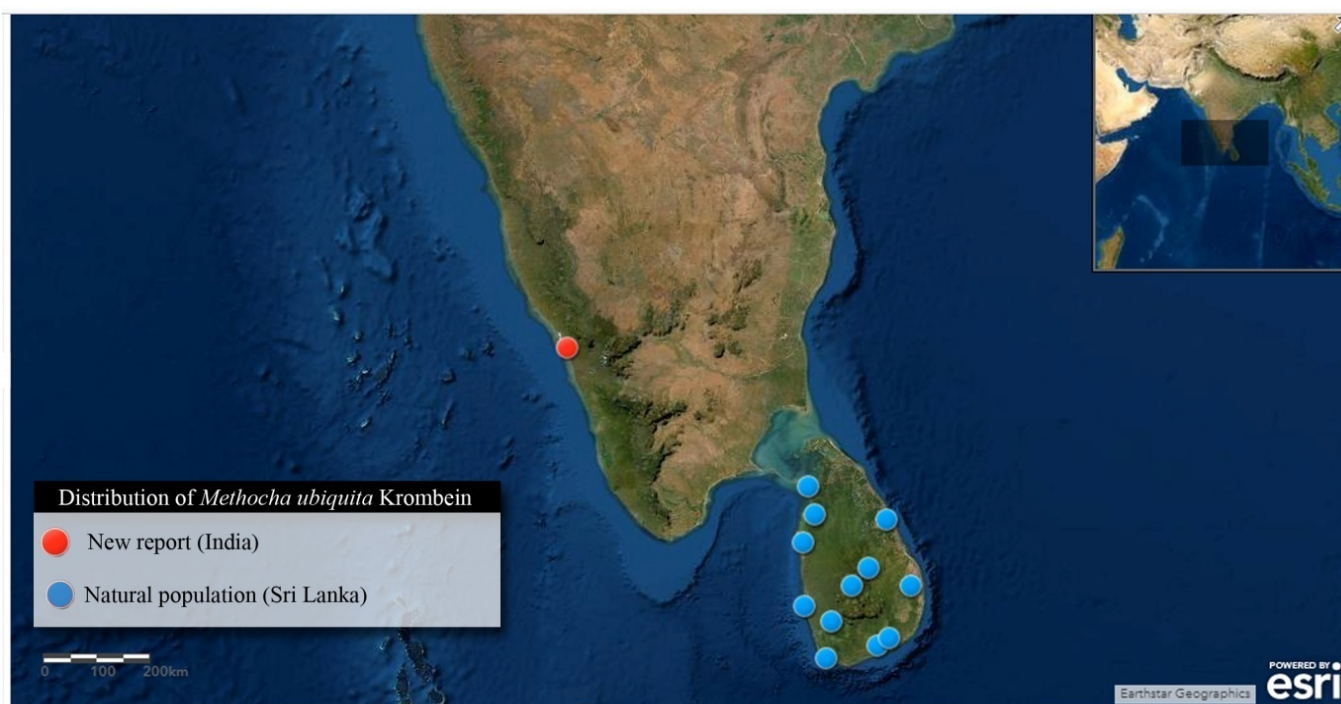 Distribution of Methocha ubiquita Krombein
New report (India)
Natural population (Sri Lanka)
0 100 200km
Earthstar Geographics
POWERED BY
esri